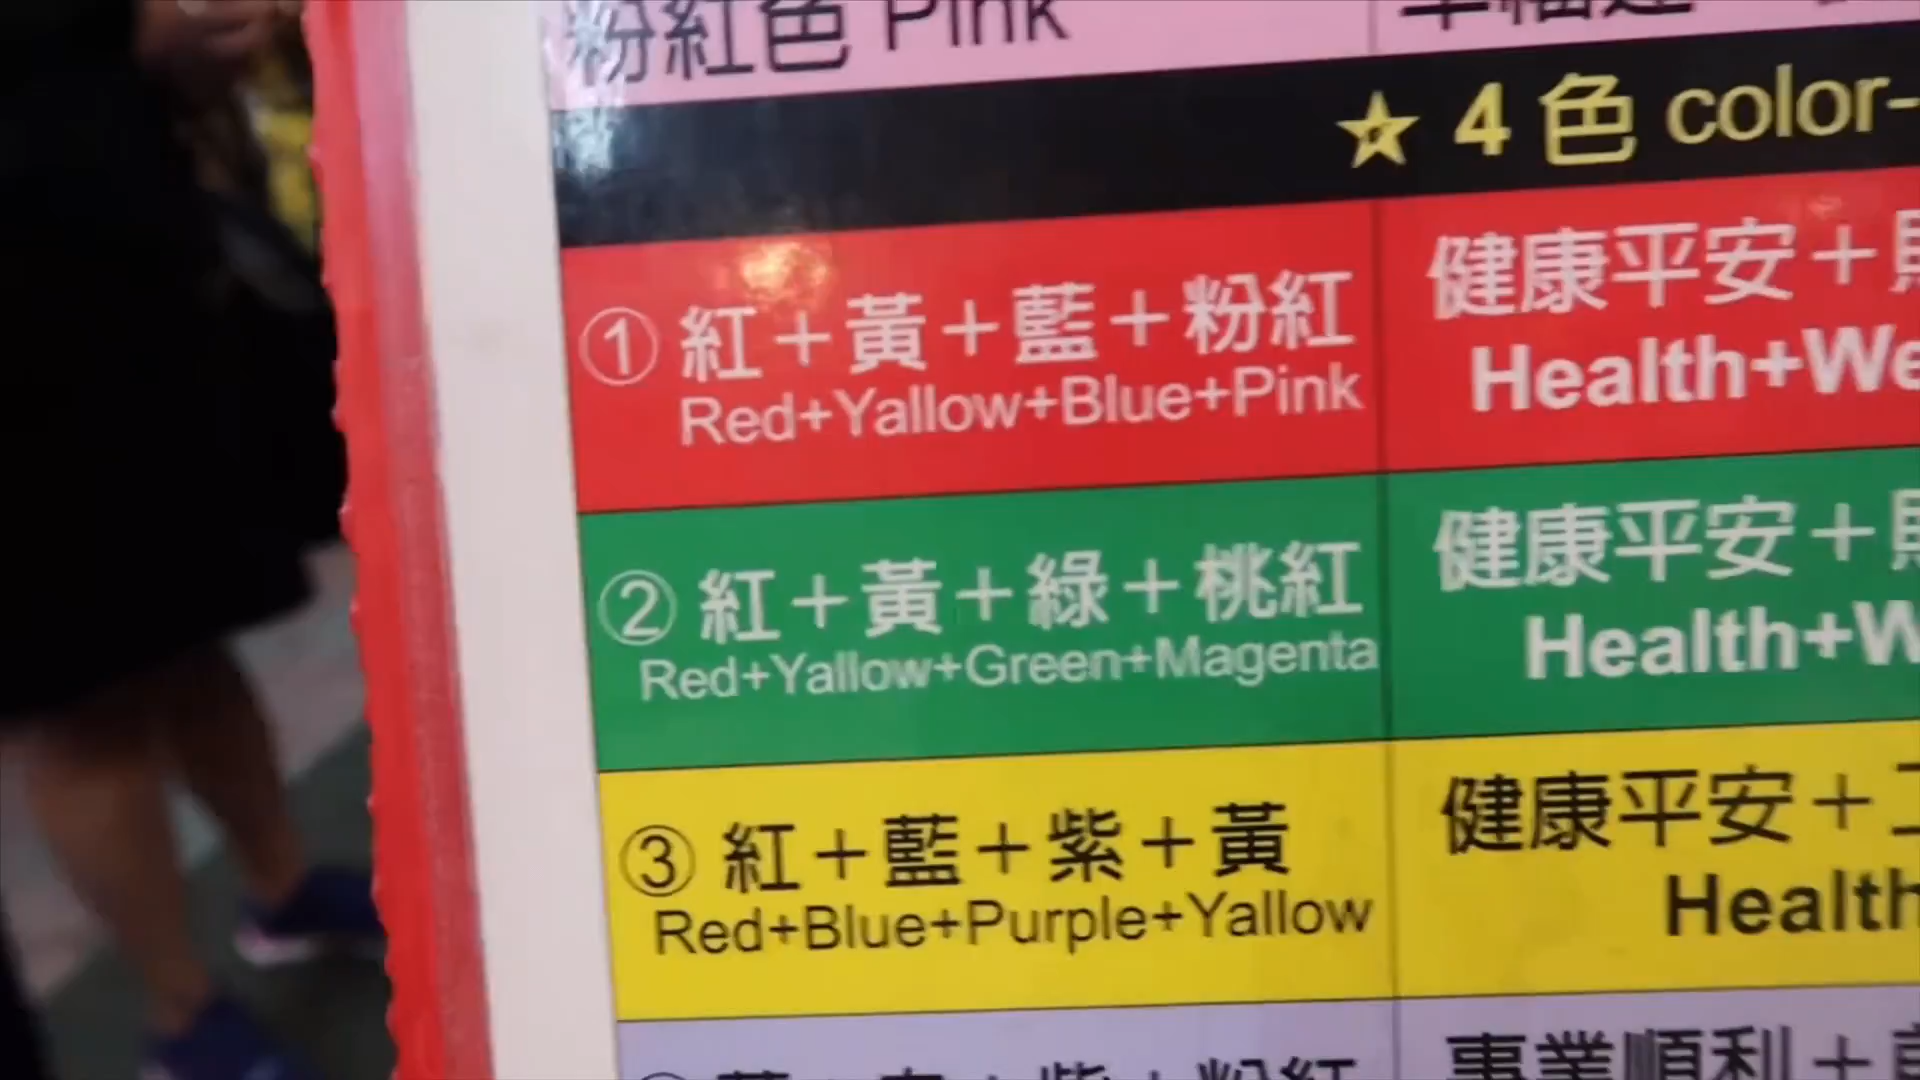 粉紅色 Pink
★ 4 色 color-
① 紅+黃+藍+粉紅
Red+Yallow+Blue+Pink
健康平安+財
Health+We
② 紅+黃+綠+桃紅
Red+Yallow+Green+Magenta
健康平安+財
Health+W
③ 紅+藍+紫+黃
Red+Blue+Purple+Yallow
健康平安+
Health
事業順利+